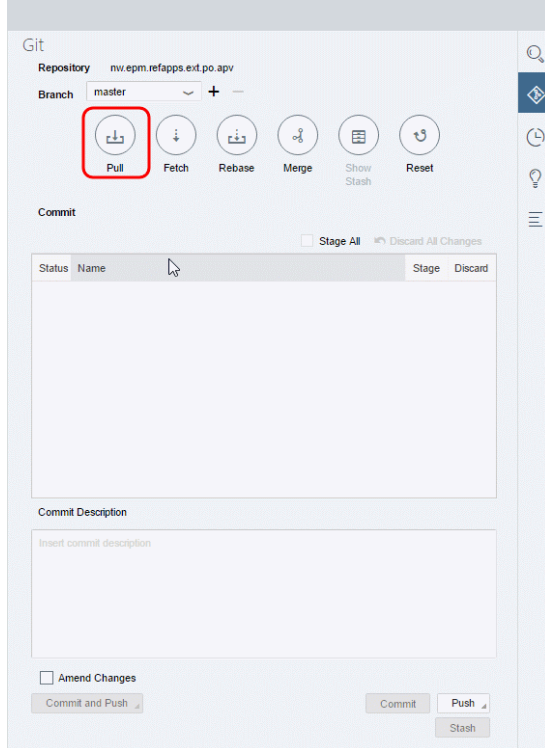 Git
Repository nw.epm.refapps.ext.po.apv
Branch master
Pull Fetch Rebase Merge Show Stash Reset
Commit
Stage All Discard All Changes
Status Name Stage Discard
Commit Description
Insert commit description
Amend Changes
Commit and Push Commit Push
Stash